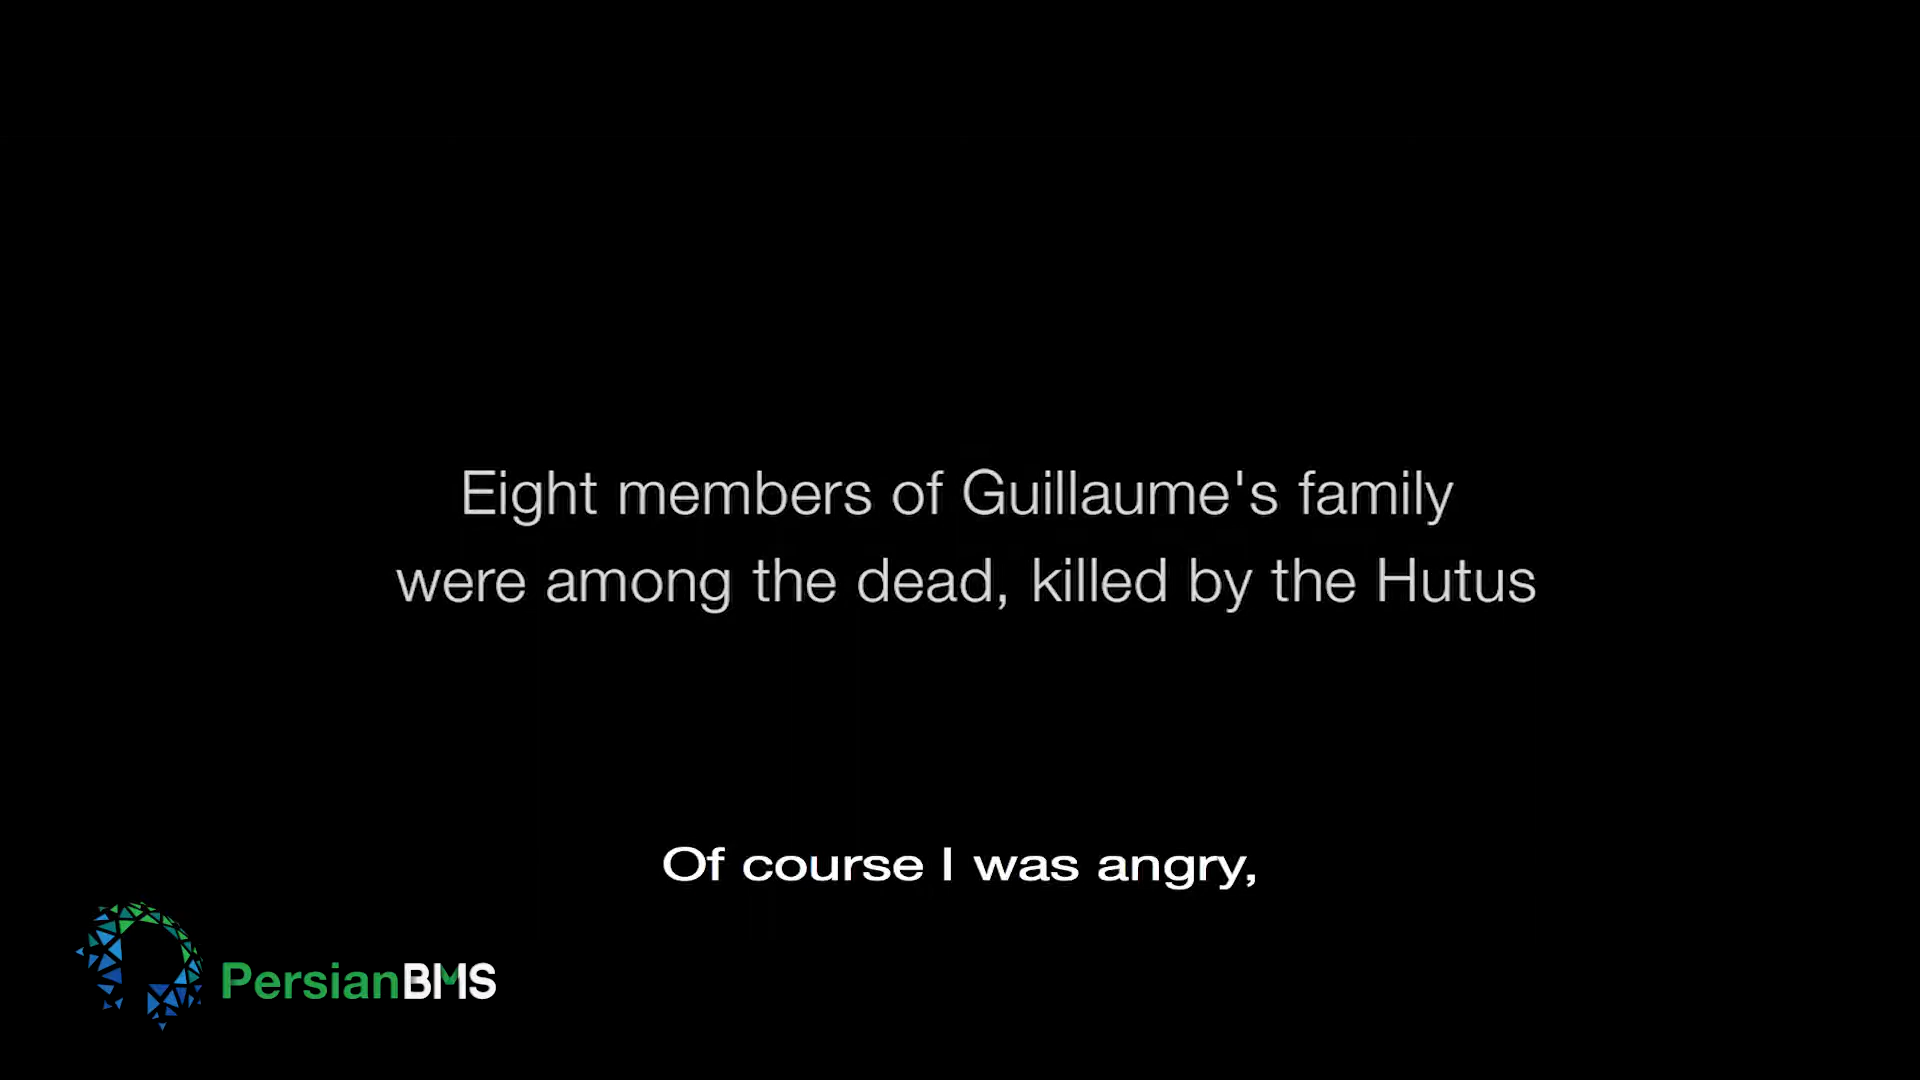 Eight members of Guillaume's family
were among the dead, killed by the Hutus
Of course I was angry,
PersianBMS